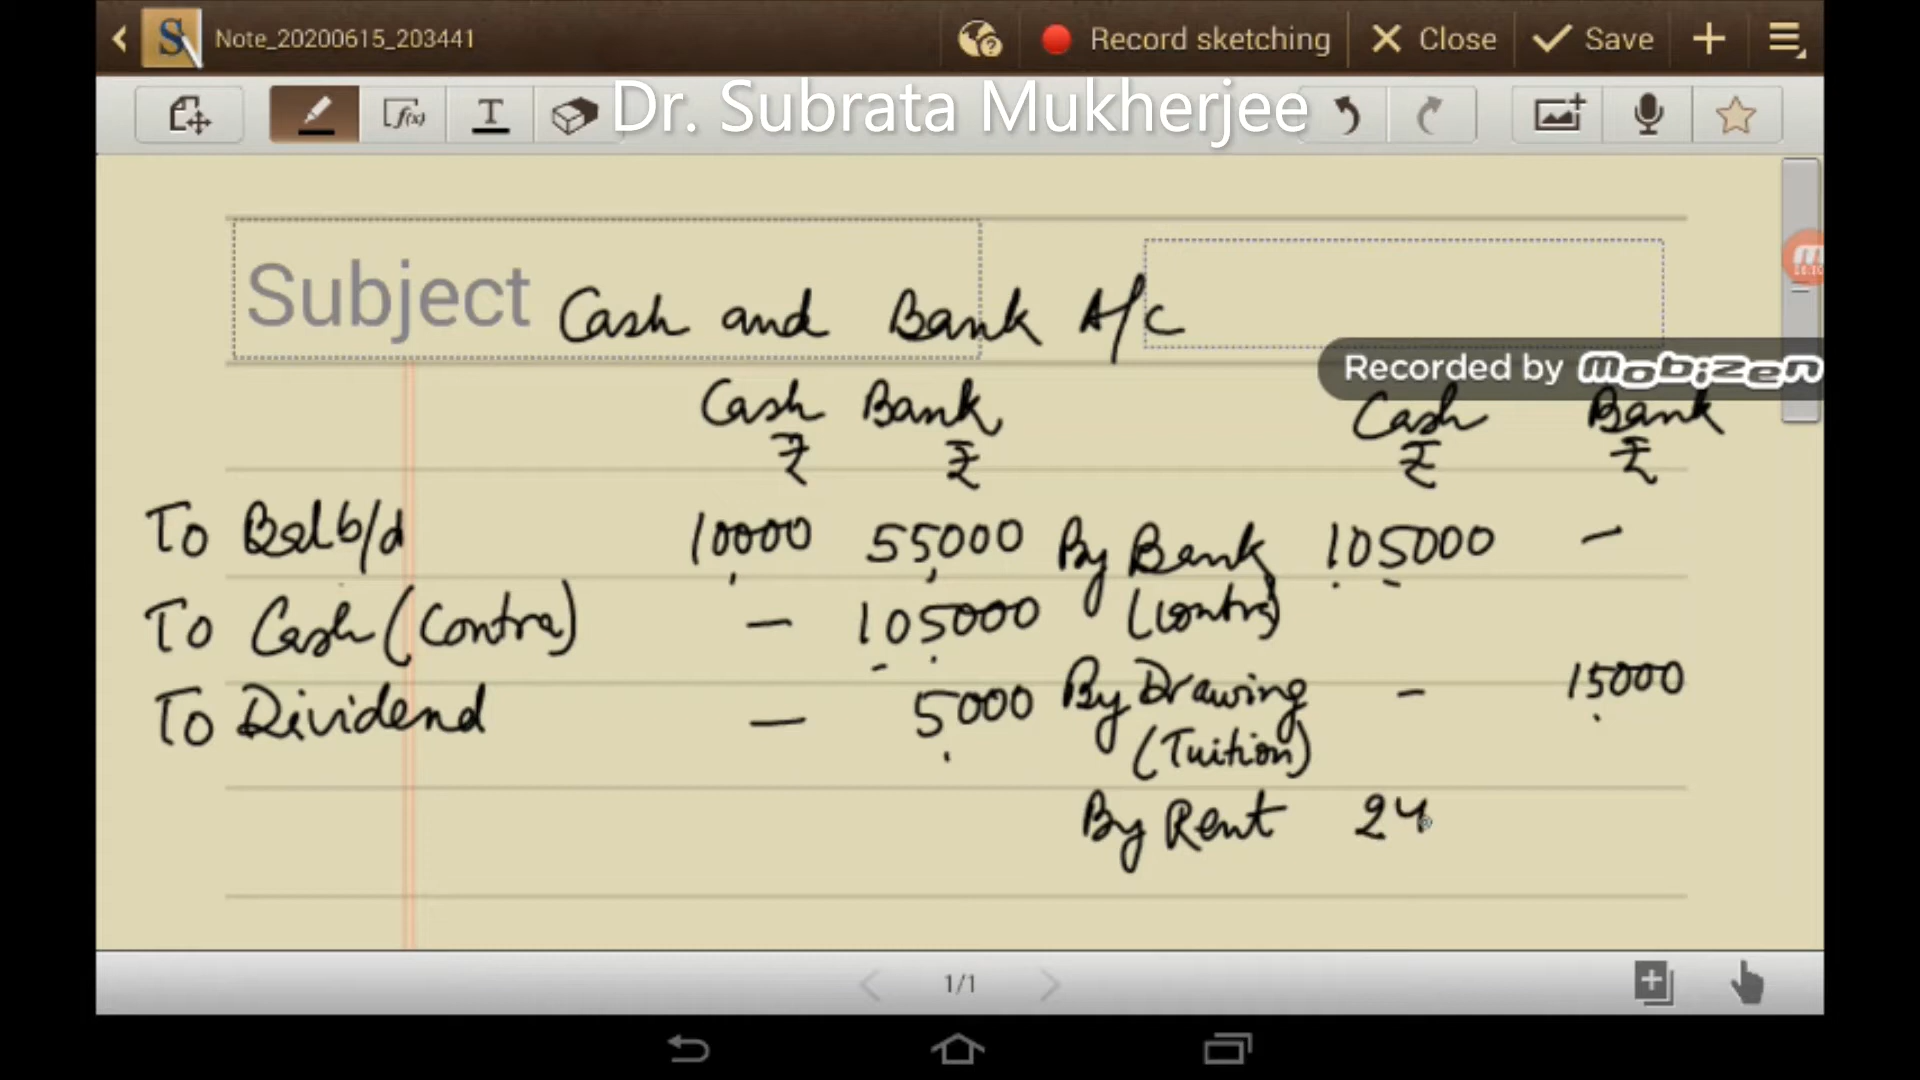 Note_20200615_203441
Record sketching
Close
Save
T
Dr. Subrata Mukherjee
Subject Cash and Bank A/c
Recorded by mobizen
Cash Bank Cash Bank
₹ ₹ ₹ ₹
To Bal b/d 10000 55000 By Bank 105000 -
To Cash (Contra) - 105000 (Contra)
To Dividend - 5000 By Drawing - 15000
(Tuition)
By Rent 24
1/1